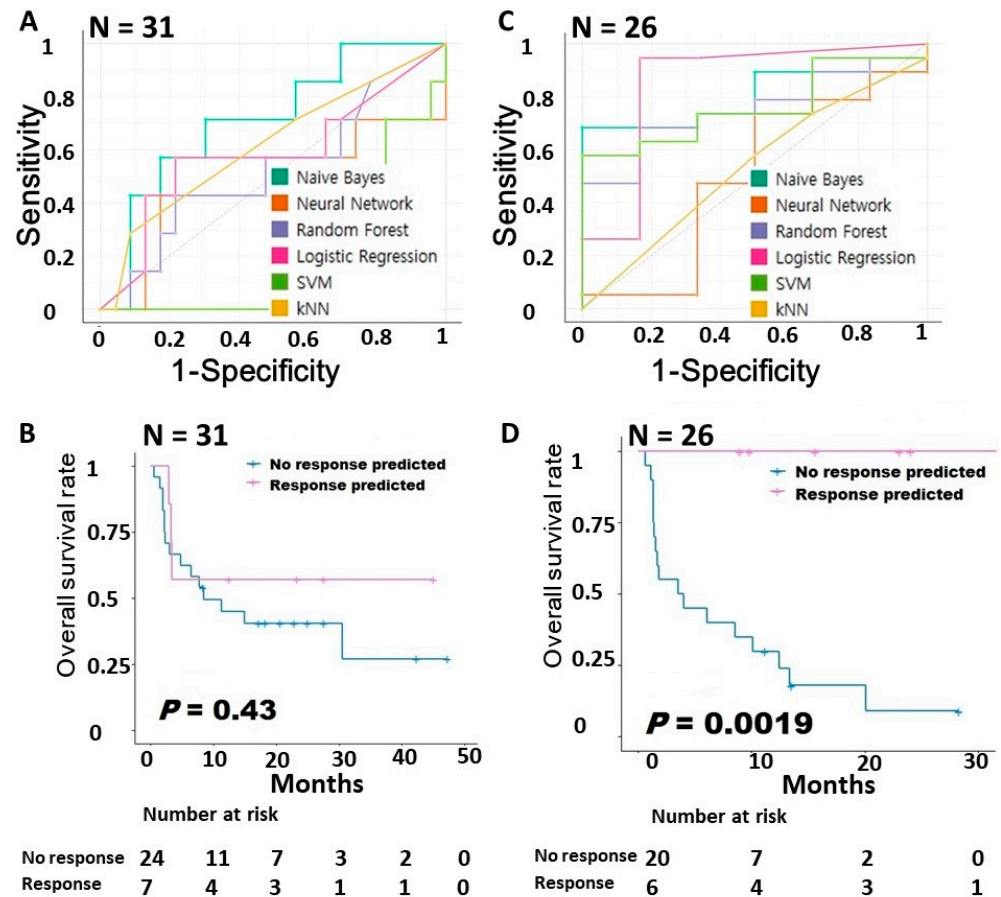 A
N = 31
Sensitivity
1
0.8
0.6
0.4
0.2
0
Naive Bayes
Neural Network
Random Forest
Logistic Regression
SVM
kNN
0 0.2 0.4 0.6 0.8 1
1-Specificity
C
N = 26
Sensitivity
1
0.8
0.6
0.4
0.2
0
Naive Bayes
Neural Network
Random Forest
Logistic Regression
SVM
kNN
0 0.2 0.4 0.6 0.8 1
1-Specificity
B
N = 31
Overall survival rate
1
0.75
0.5
0.25
0
No response predicted
Response predicted
P = 0.43
0 10 20 30 40 50
Months
Number at risk
No response 24 11 7 3 2 0
Response 7 4 3 1 1 0
D
N = 26
Overall survival rate
1
0.75
0.5
0.25
0
No response predicted
Response predicted
P = 0.0019
0 10 20 30
Months
Number at risk
No response 20 7 2 0
Response 6 4 3 1